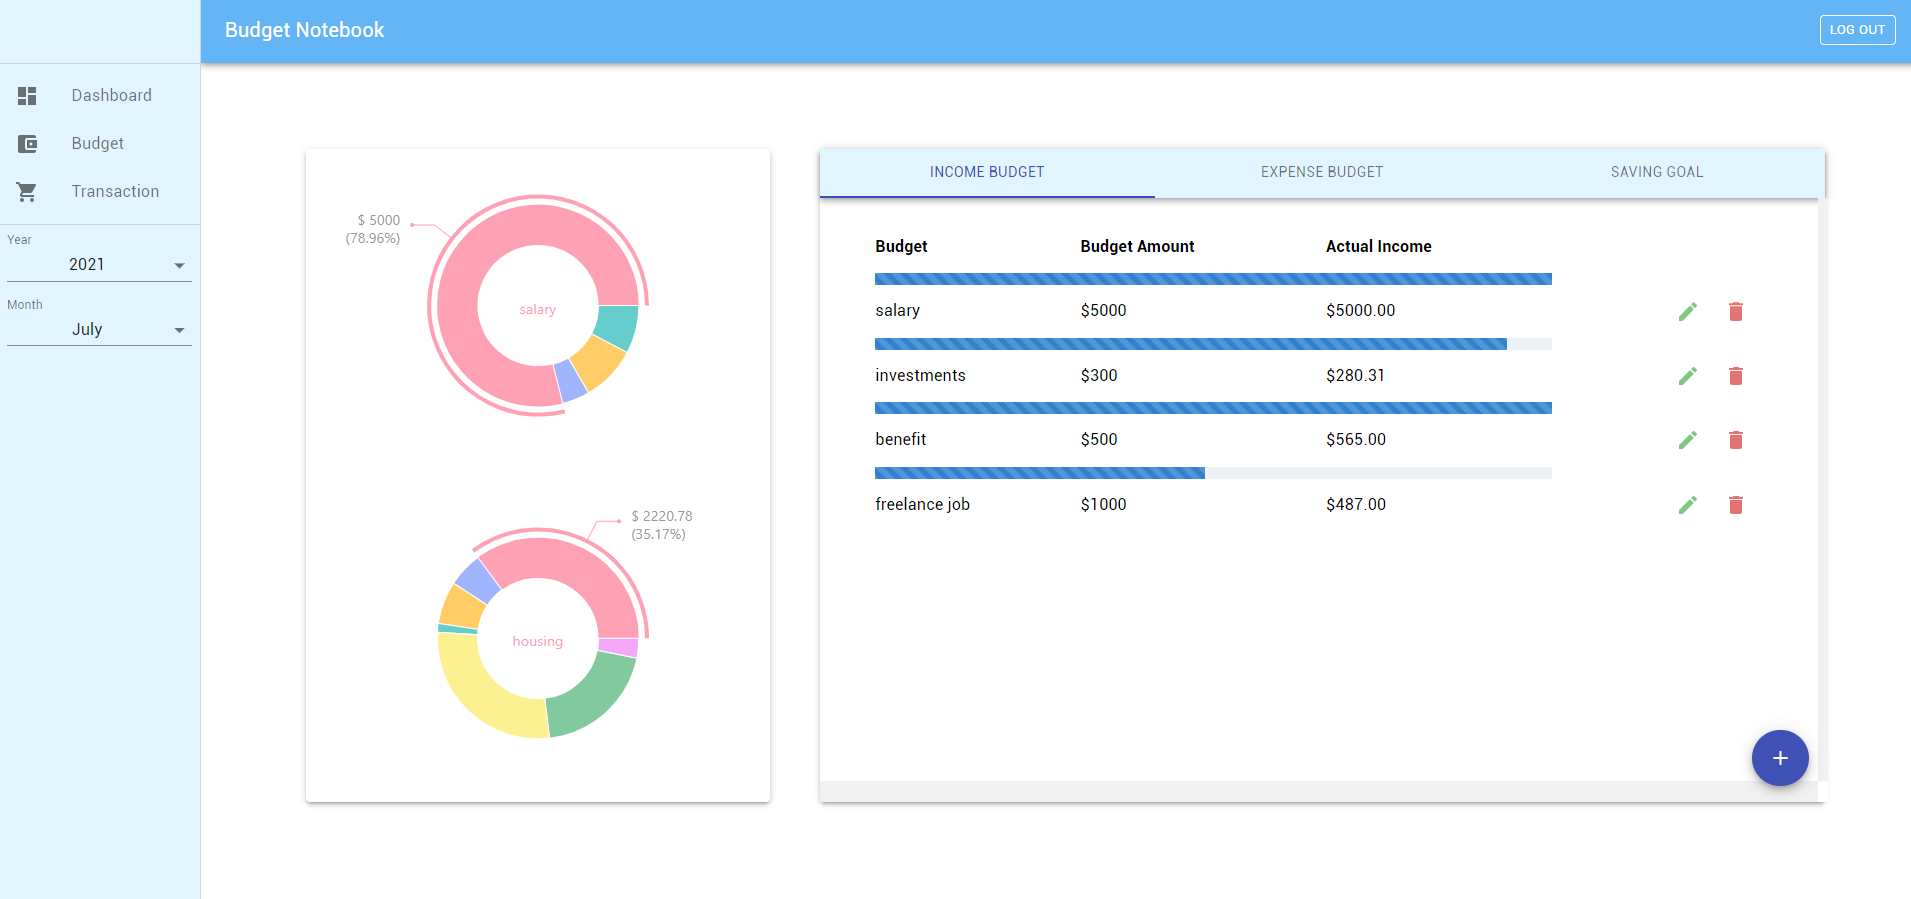 Budget Notebook
LOG OUT
Dashboard
Budget
Transaction
Year
2021
Month
July
$ 5000
(78.96%)
salary
$ 2220.78
(35.17%)
housing
INCOME BUDGET EXPENSE BUDGET SAVING GOAL
Budget Budget Amount Actual Income
salary $5000 $5000.00
investments $300 $280.31
benefit $500 $565.00
freelance job $1000 $487.00